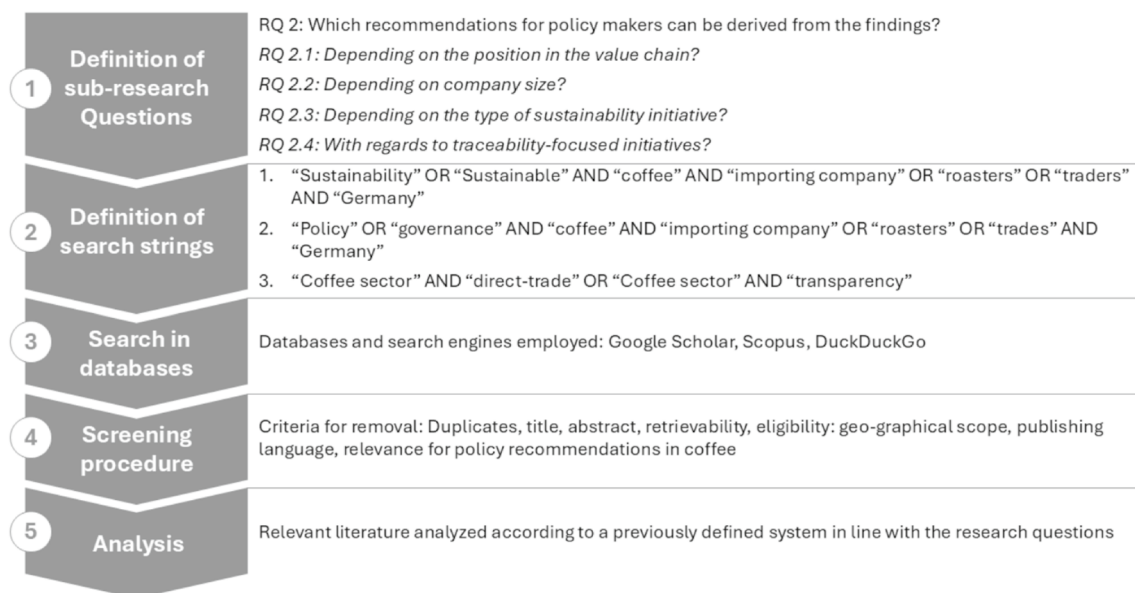 1
Definition of
sub-research
Questions
RQ 2: Which recommendations for policy makers can be derived from the findings?
RQ 2.1: Depending on the position in the value chain?
RQ 2.2: Depending on company size?
RQ 2.3: Depending on the type of sustainability initiative?
RQ 2.4: With regards to traceability-focused initiatives?
2
Definition of
search strings
1. “Sustainability” OR “Sustainable” AND “coffee” AND “importing company” OR “roasters” OR “traders”
AND “Germany”
2. “Policy” OR “governance” AND “coffee” AND “importing company” OR “roasters” OR “trades” AND
“Germany”
3. “Coffee sector” AND “direct-trade” OR “Coffee sector” AND “transparency”
3
Search in
databases
Databases and search engines employed: Google Scholar, Scopus, DuckDuckGo
4
Screening
procedure
Criteria for removal: Duplicates, title, abstract, retrievability, eligibility: geo-graphical scope, publishing
language, relevance for policy recommendations in coffee
5
Analysis
Relevant literature analyzed according to a previously defined system in line with the research questions